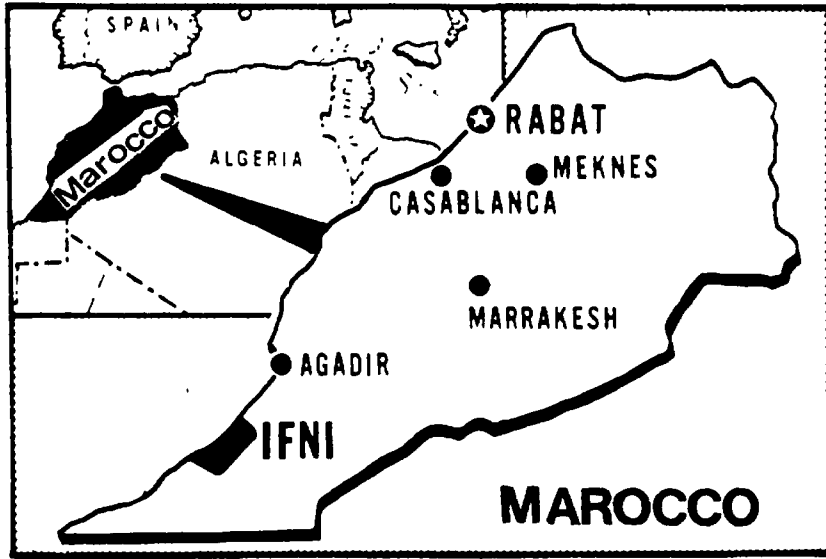 SPAIN
Marocco
ALGERIA
RABAT
MEKNES
CASABLANCA
MARRAKESH
AGADIR
IFNI
MAROCCO